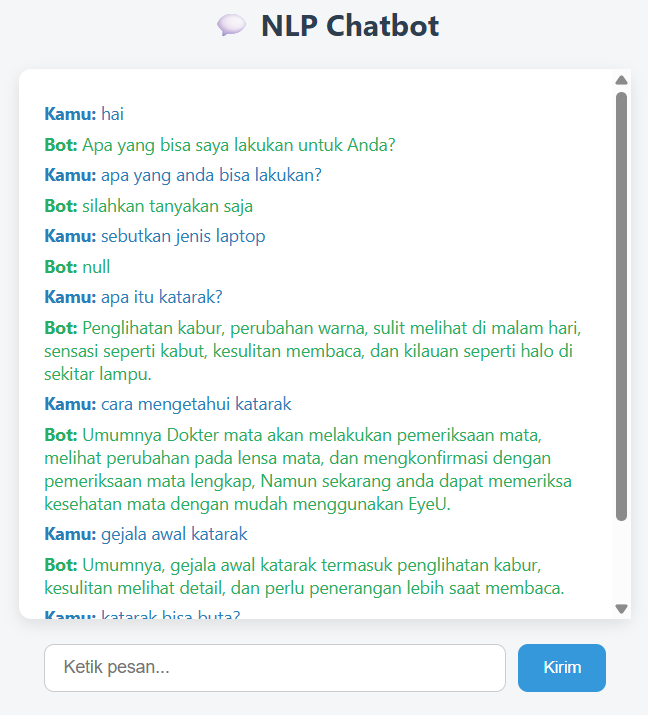 NLP Chatbot
Kamu: hai
Bot: Apa yang bisa saya lakukan untuk Anda?
Kamu: apa yang anda bisa lakukan?
Bot: silahkan tanyakan saja
Kamu: sebutkan jenis laptop
Bot: null
Kamu: apa itu katarak?
Bot: Penglihatan kabur, perubahan warna, sulit melihat di malam hari,
sensasi seperti kabut, kesulitan membaca, dan kilauan seperti halo di
sekitar lampu.
Kamu: cara mengetahui katarak
Bot: Umumnya Dokter mata akan melakukan pemeriksaan mata,
melihat perubahan pada lensa mata, dan mengkonfirmasi dengan
pemeriksaan mata lengkap, Namun sekarang anda dapat memeriksa
kesehatan mata dengan mudah menggunakan EyeU.
Kamu: gejala awal katarak
Bot: Umumnya, gejala awal katarak termasuk penglihatan kabur,
kesulitan melihat detail, dan perlu penerangan lebih saat membaca.
Kamu: katarak bisa buta?
Ketik pesan...
Kirim